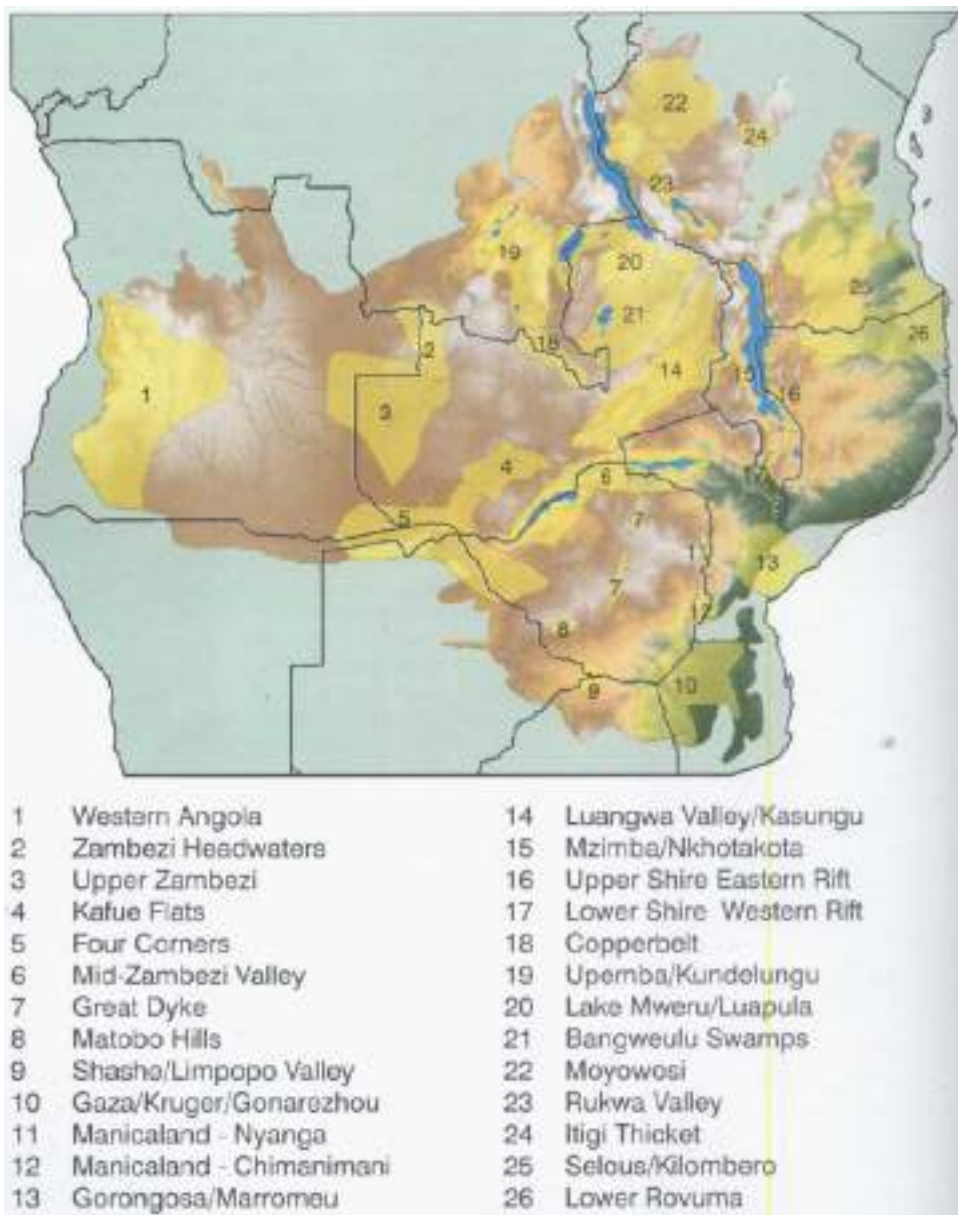 22
24
23
19
20
25
26
21
2
18
14
15
16
1
3
4
6
5
7
11
13
7
12
8
10
9
1 Western Angola
2 Zambezi Headwaters
3 Upper Zambezi
4 Kafue Flats
5 Four Corners
6 Mid-Zambezi Valley
7 Great Dyke
8 Matobo Hills
9 Shashe/Limpopo Valley
10 Gaza/Kruger/Gonarezhou
11 Manicaland - Nyanga
12 Manicaland - Chimanimani
13 Gorongosa/Marromeu
14 Luangwa Valley/Kasungu
15 Mzimba/Nkhotakota
16 Upper Shire Eastern Rift
17 Lower Shire Western Rift
18 Copperbelt
19 Upemba/Kundelungu
20 Lake Mweru/Luapula
21 Bangweulu Swamps
22 Moyowosi
23 Rukwa Valley
24 Itigi Thicket
25 Selous/Kilombero
26 Lower Rovuma